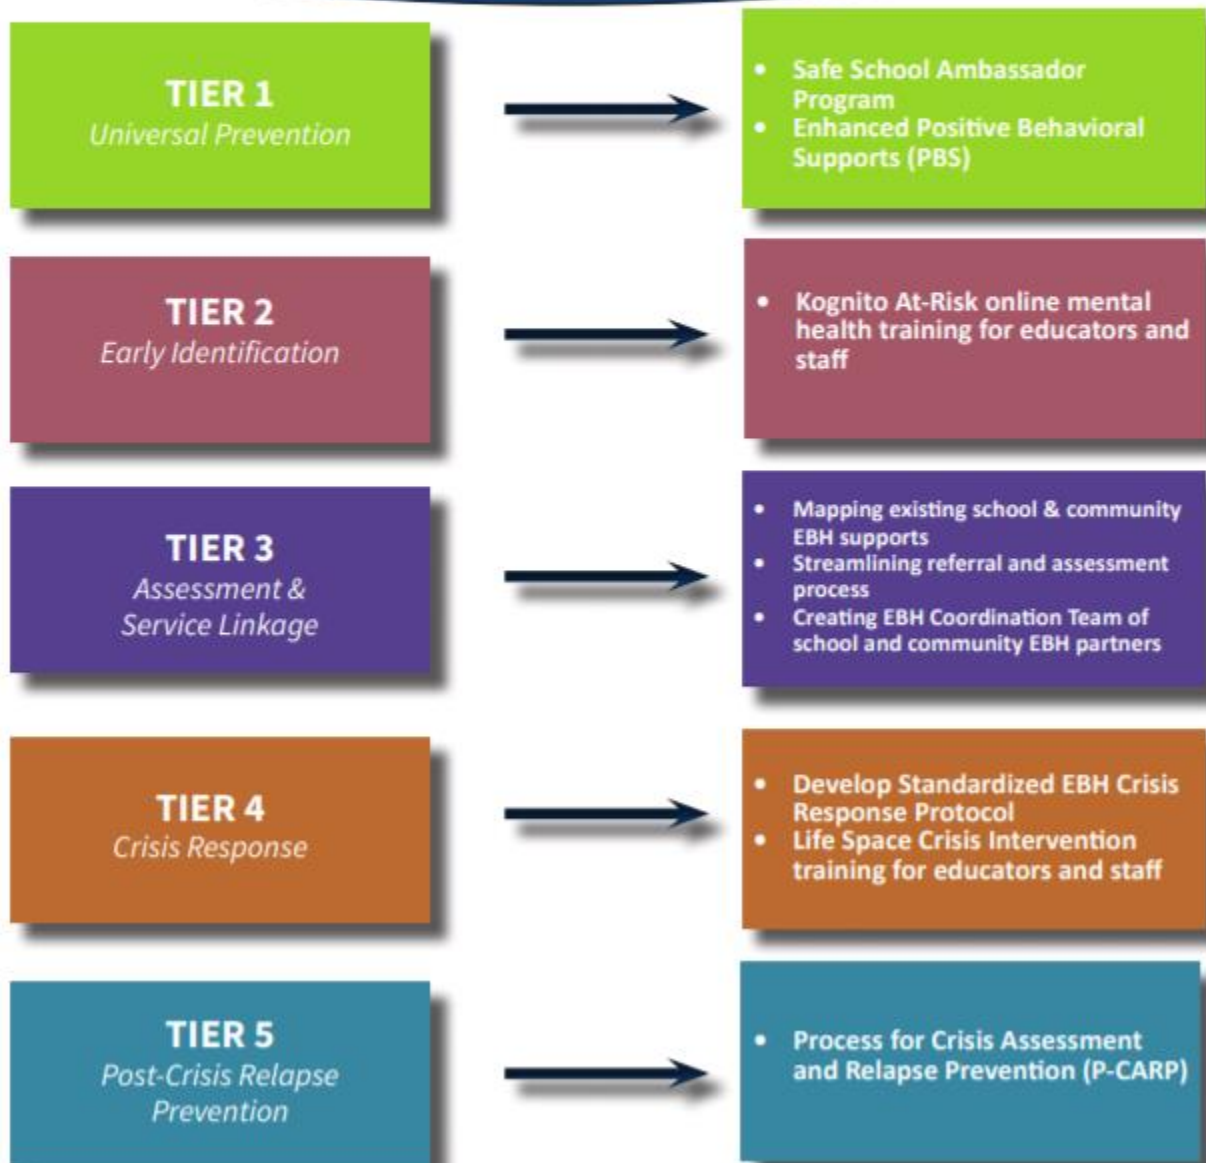 TIER 1
Universal Prevention
• Safe School Ambassador
Program
• Enhanced Positive Behavioral
Supports (PBS)
TIER 2
Early Identification
• Kognito At-Risk online mental
health training for educators and
staff
TIER 3
Assessment &
Service Linkage
• Mapping existing school & community
EBH supports
• Streamlining referral and assessment
process
• Creating EBH Coordination Team of
school and community EBH partners
TIER 4
Crisis Response
• Develop Standardized EBH Crisis
Response Protocol
• Life Space Crisis Intervention
training for educators and staff
TIER 5
Post-Crisis Relapse
Prevention
• Process for Crisis Assessment
and Relapse Prevention (P-CARP)